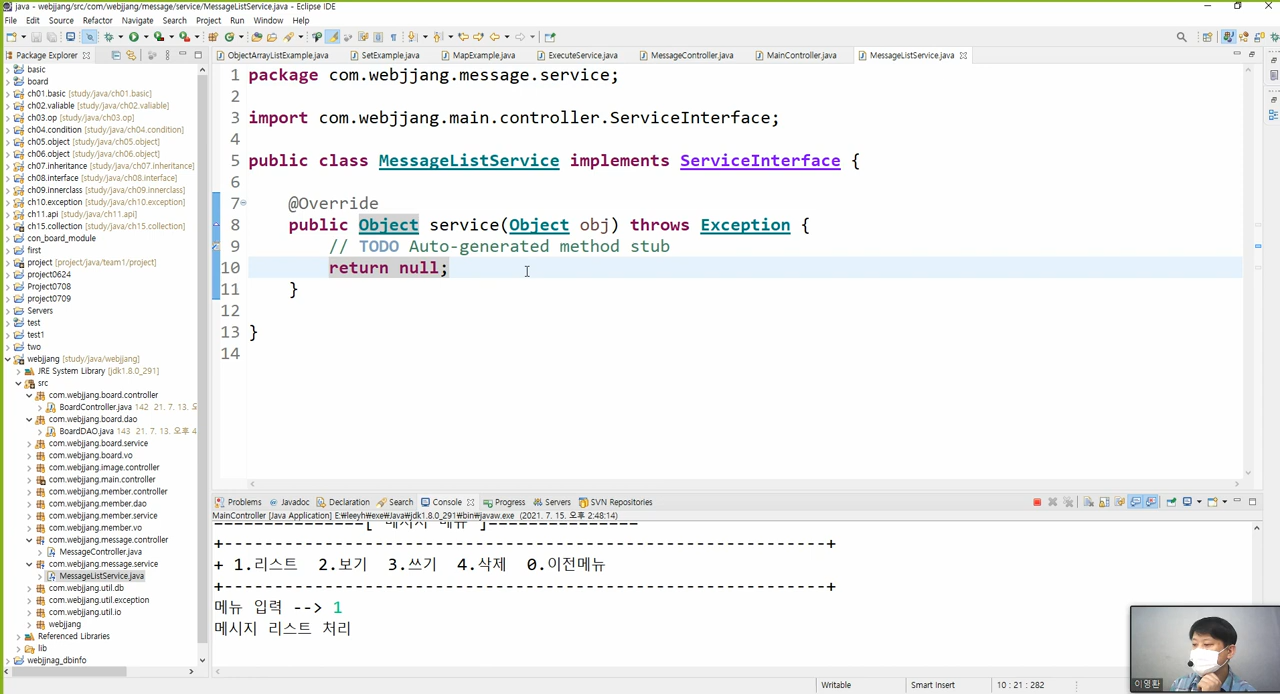 java - webjjang/src/com/webjjang/message/service/MessageListService.java - Eclipse IDE
File Edit Source Refactor Navigate Search Project Run Window Help
Package Explorer
ObjectArrayListExample.java SetExample.java MapExample.java ExecuteService.java MessageController.java MainController.java MessageListService.java
basic
board
ch01.basic [study/java/ch01.basic]
ch02.valiable [study/java/ch02.valiable]
ch03.op [study/java/ch03.op]
ch04.condition [study/java/ch04.condition]
ch05.object [study/java/ch05.object]
ch06.object [study/java/ch06.object]
ch07.inheritance [study/java/ch07.inheritance]
ch08.interface [study/java/ch08.interface]
ch09.innerclass [study/java/ch09.innerclass]
ch10.exception [study/java/ch10.exception]
ch11.api [study/java/ch11.api]
ch15.collection [study/java/ch15.collection]
con_board_module
first
project [project/java/team1/project]
project0624
Project0708
project0709
Servers
test
test1
two
webjjang [study/java/webjjang]
JRE System Library [jdk1.8.0_291]
src
com.webjjang.board.controller
BoardController.java 142 21. 7. 13. 오
com.webjjang.board.dao
BoardDAO.java 143 21. 7. 13. 오후 4
com.webjjang.board.service
com.webjjang.board.vo
com.webjjang.image.controller
com.webjjang.main.controller
com.webjjang.member.controller
com.webjjang.member.dao
com.webjjang.member.service
com.webjjang.member.vo
com.webjjang.message.controller
MessageController.java
com.webjjang.message.service
MessageListService.java
com.webjjang.util.db
com.webjjang.util.exception
com.webjjang.util.io
webjjang
Referenced Libraries
lib
webjjnag_dbinfo
1 package com.webjjang.message.service;
2
3 import com.webjjang.main.controller.ServiceInterface;
4
5 public class MessageListService implements ServiceInterface {
6
7 @Override
8 public Object service(Object obj) throws Exception {
9 // TODO Auto-generated method stub
10 return null;
11 }
12
13 }
14
Problems Javadoc Declaration Search Console Progress Servers SVN Repositories
MainController [Java Application] E:\leeyh\exe\Java\jdk1.8.0_291\bin\javaw.exe (2021. 7. 15. 오후 2:48:14)
===============[ 메시지 메뉴 ]===============
+------------------------------------------------------------+
+ 1.리스트 2.보기 3.쓰기 4.삭제 0.이전메뉴
+------------------------------------------------------------+
메뉴 입력 --> 1
메시지 리스트 처리
이영환
Writable Smart Insert 10 : 21 : 282